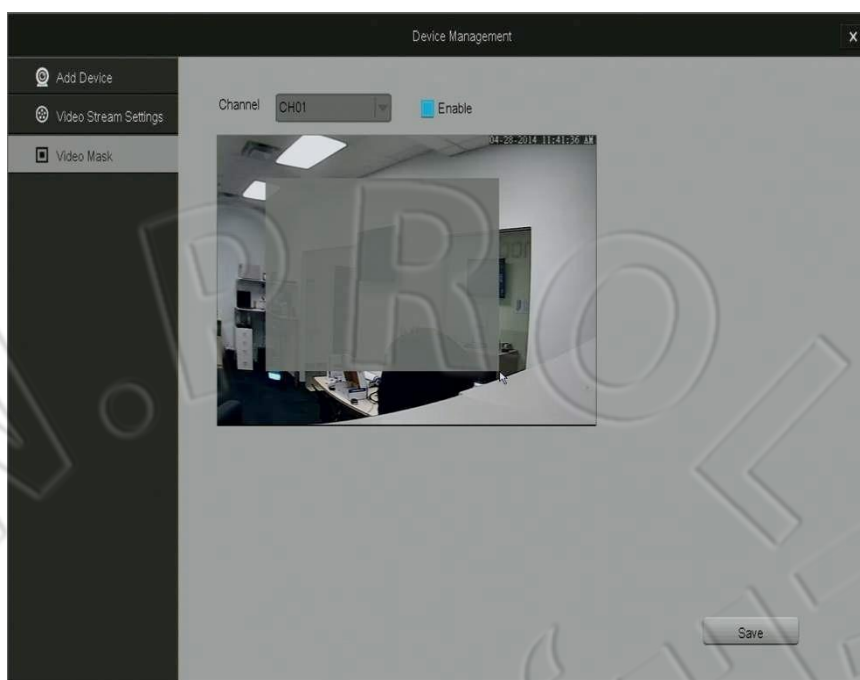 Device Management
x
Add Device
Video Stream Settings
Video Mask
Channel CH01 Enable
04-28-2014 11:41:36 AM
Save